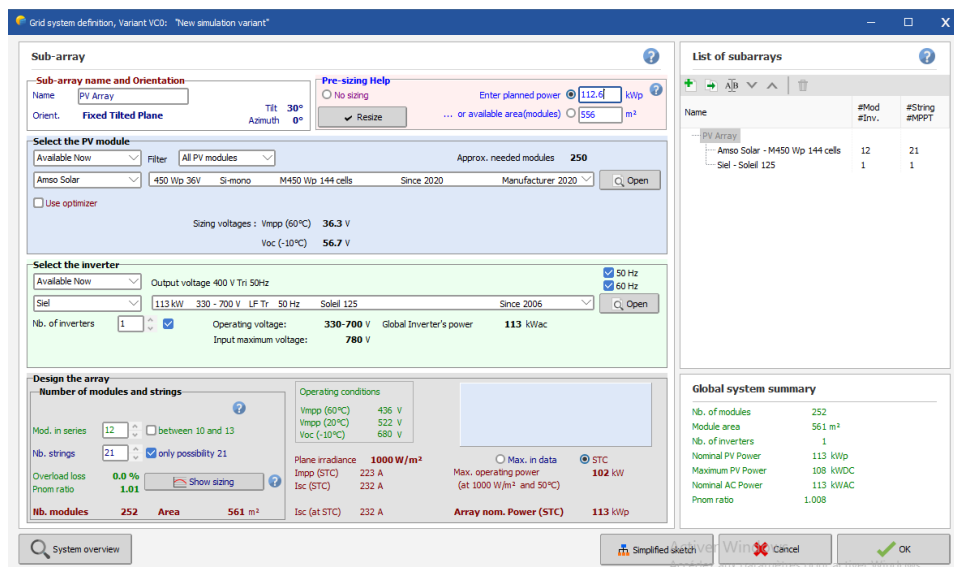 Grid system definition, Variant VC0: "New simulation variant"
Sub-array
Sub-array name and Orientation
Name PV Array
Orient. Fixed Tilted Plane
Tilt 30°
Azimuth 0°
Pre-sizing Help
No sizing
Enter planned power 112.6 kWp
Resize
... or available area(modules) 556 m²
Select the PV module
Available Now Filter All PV modules Approx. needed modules 250
Amso Solar 450 Wp 36V Si-mono M450 Wp 144 cells Since 2020 Manufacturer 2020 Open
Use optimizer
Sizing voltages : Vmpp (60°C) 36.3 V
Voc (-10°C) 56.7 V
Select the inverter
Available Now Output voltage 400 V Tri 50Hz
50 Hz
60 Hz
Siel 113 kW 330 - 700 V LF Tr 50 Hz Soleil 125 Since 2006 Open
Nb. of inverters 1 Operating voltage: 330-700 V Global Inverter's power 113 kWac
Input maximum voltage: 780 V
Design the array
Number of modules and strings
Mod. in series 12 between 10 and 13
Nb. strings 21 only possibility 21
Overload loss 0.0 %
Pnom ratio 1.01
Show sizing
Nb. modules 252 Area 561 m²
Operating conditions
Vmpp (60°C) 436 V
Vmpp (20°C) 522 V
Voc (-10°C) 680 V
Plane irradiance 1000 W/m²
Impp (STC) 223 A
Isc (STC) 232 A
Isc (at STC) 232 A
Max. in data STC
Max. operating power 102 kW
(at 1000 W/m² and 50°C)
Array nom. Power (STC) 113 kWp
List of subarrays
Name
#Mod
#Inv.
#String
#MPPT
PV Array
Amso Solar - M450 Wp 144 cells 12 21
Siel - Soleil 125 1 1
Global system summary
Nb. of modules 252
Module area 561 m²
Nb. of inverters 1
Nominal PV Power 113 kWp
Maximum PV Power 108 kWDC
Nominal AC Power 113 kWAC
Pnom ratio 1.008
System overview
Simplified sketch
Cancel
OK
Activer Windows